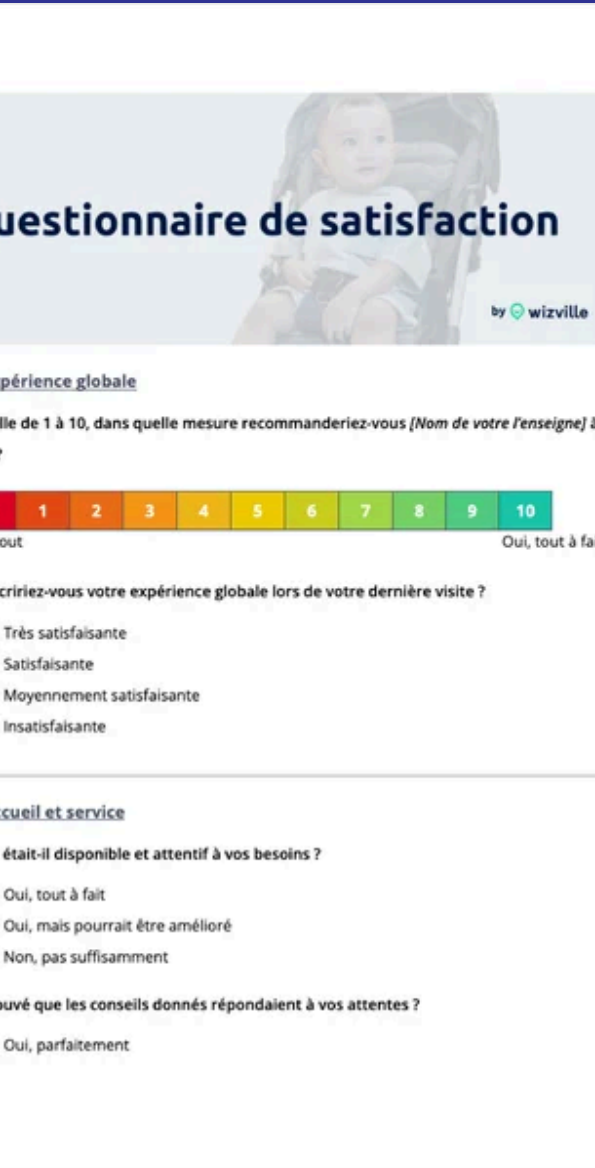 uestionnaire de satisfaction
by wizville
périence globale
lle de 1 à 10, dans quelle mesure recommanderiez-vous [Nom de votre l'enseigne] à
?
1 2 3 4 5 6 7 8 9 10
out Oui, tout à fai
cririez-vous votre expérience globale lors de votre dernière visite ?
Très satisfaisante
Satisfaisante
Moyennement satisfaisante
Insatisfaisante
cueil et service
était-il disponible et attentif à vos besoins ?
Oui, tout à fait
Oui, mais pourrait être amélioré
Non, pas suffisamment
ouvé que les conseils donnés répondaient à vos attentes ?
Oui, parfaitement